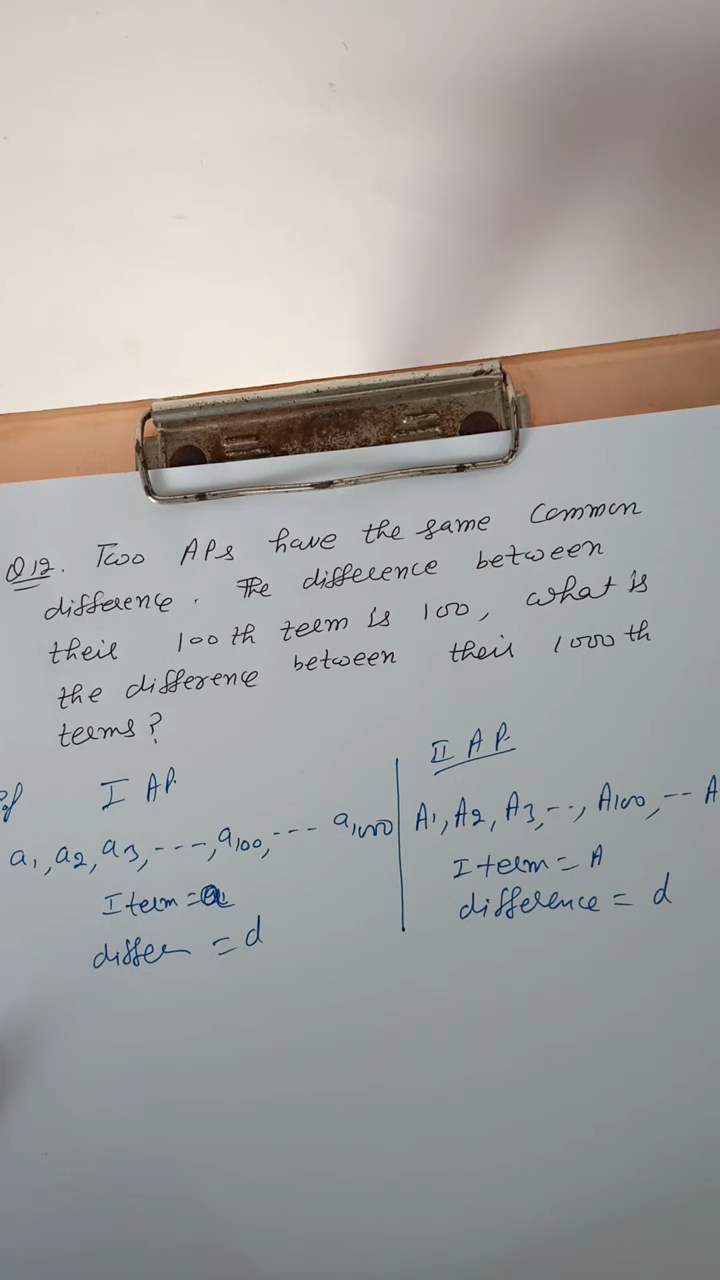 Q12. Two APs have the same common
difference. The difference between
their 100th term is 100, what is
the difference between their 1000th
terms?
I AP.
II AP.
a1, a2, a3, ---, a100, --- a1000
A1, A2, A3, --, A100, -- A
I term = a
I term = A
differen = d
difference = d